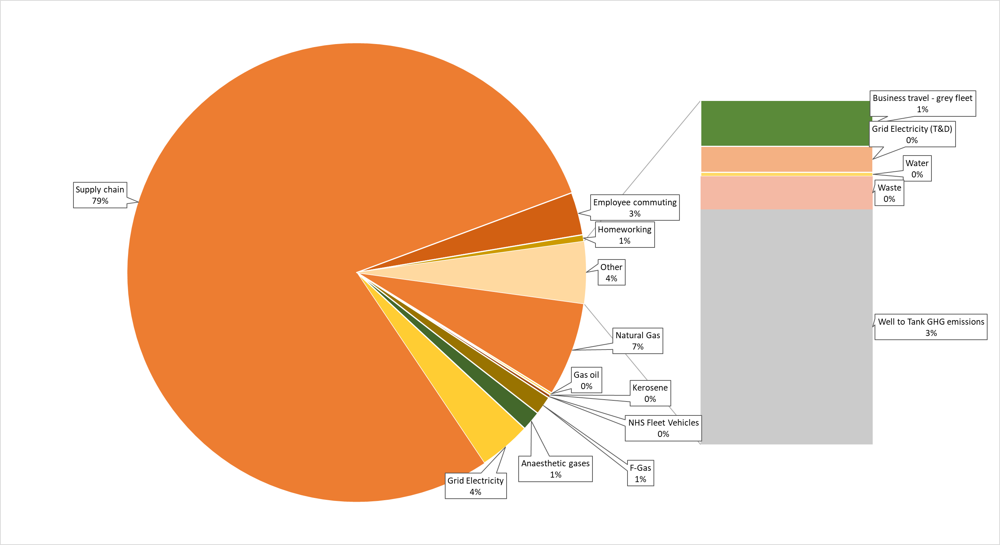 Supply chain
79%
Employee commuting
3%
Homeworking
1%
Other
4%
Natural Gas
7%
Gas oil
0%
Kerosene
0%
NHS Fleet Vehicles
0%
F-Gas
1%
Anaesthetic gases
1%
Grid Electricity
4%
Business travel - grey fleet
1%
Grid Electricity (T&D)
0%
Water
0%
Waste
0%
Well to Tank GHG emissions
3%